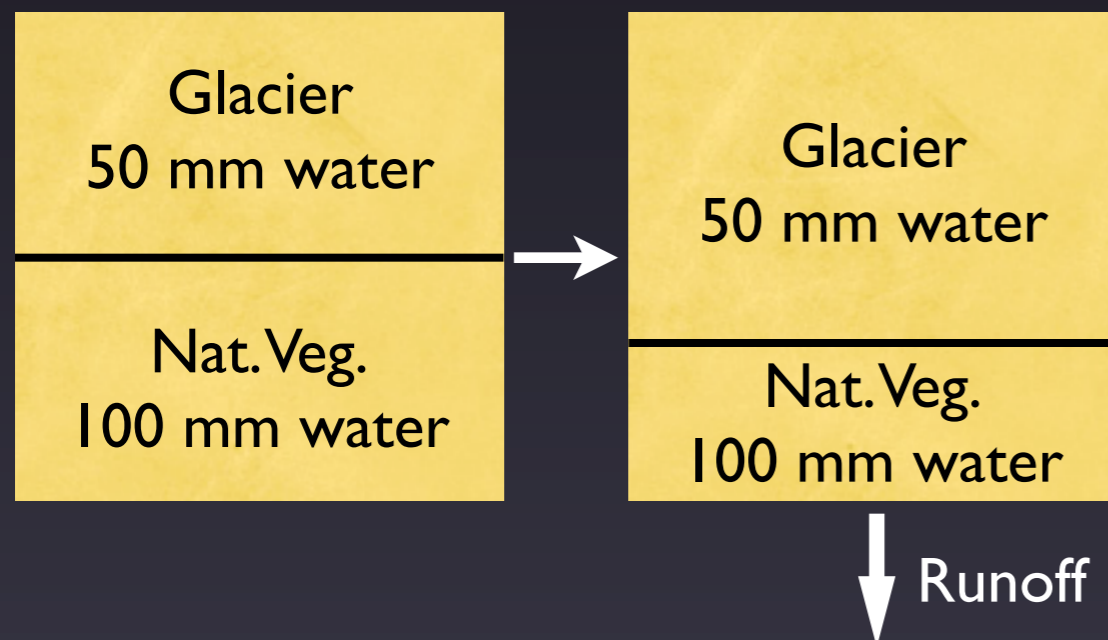 Glacier
50 mm water
Nat. Veg.
100 mm water
Glacier
50 mm water
Nat. Veg.
100 mm water
Runoff